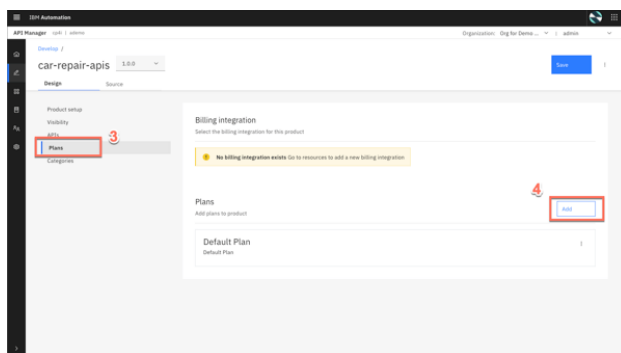 IBM Automation
API Manager
Organization: Org for Demo ...
admin
Develop /
car-repair-apis 1.0.0
Save
Design Source
Product setup
Visibility
APIs
3
Plans
Categories
Billing integration
Select the billing integration for this product
No billing integration exists Go to resources to add a new billing integration
4
Plans
Add plans to product
Add
Default Plan
Default Plan